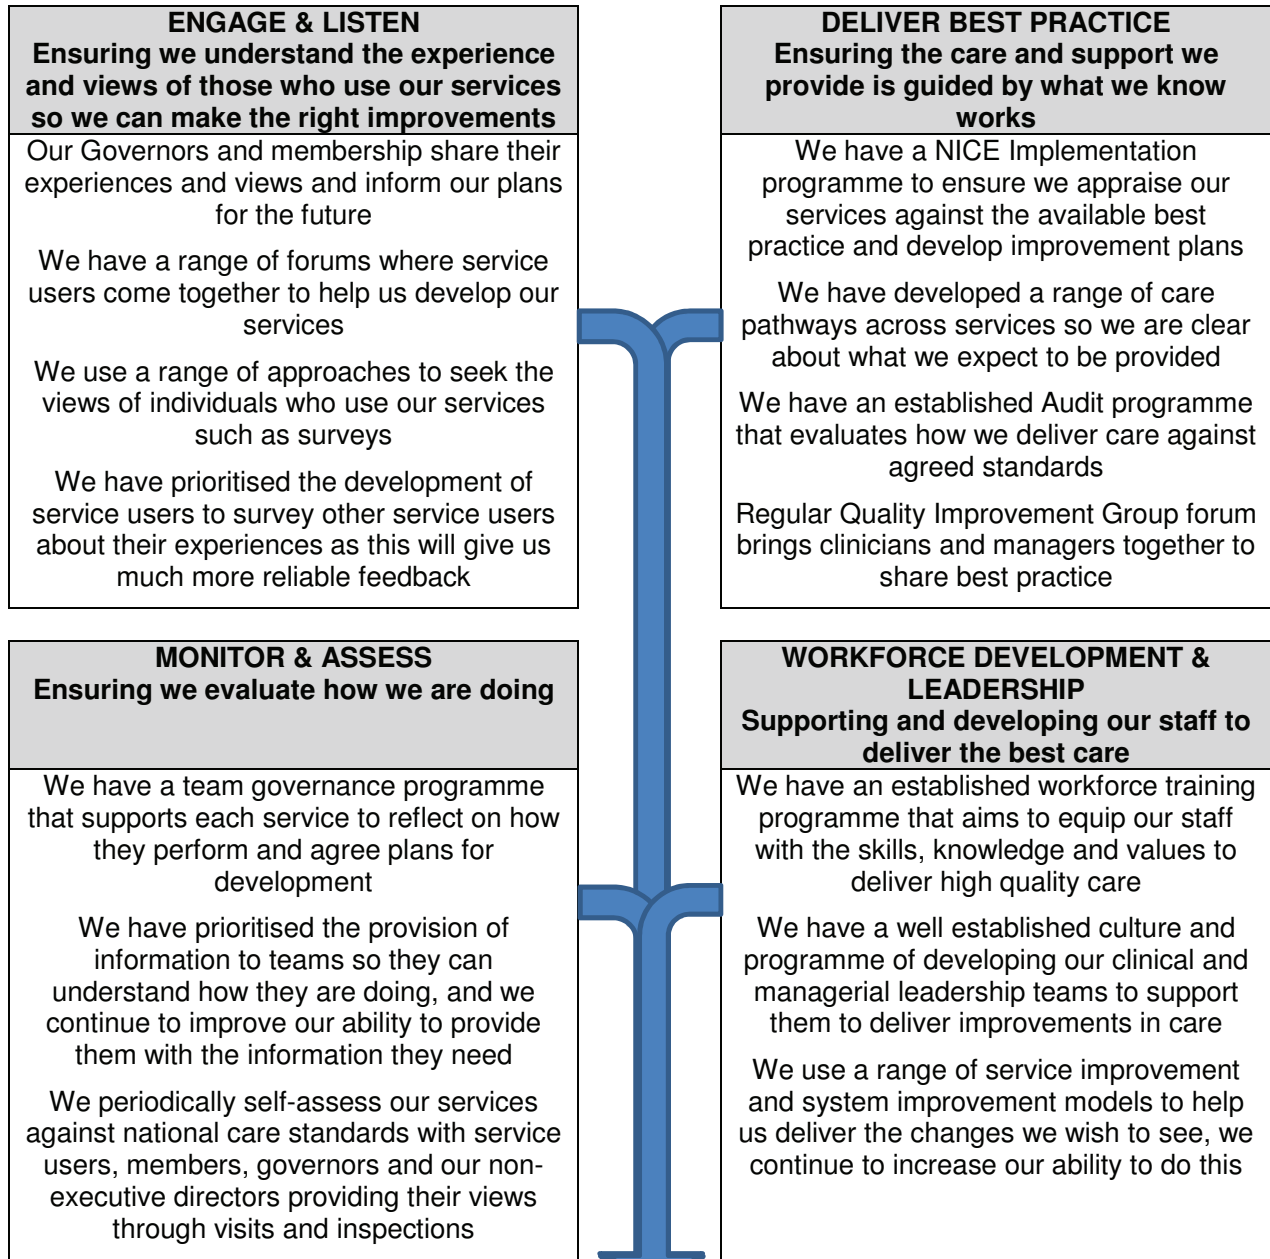 ENGAGE & LISTEN
Ensuring we understand the experience
and views of those who use our services
so we can make the right improvements
Our Governors and membership share their
experiences and views and inform our plans
for the future
We have a range of forums where service
users come together to help us develop our
services
We use a range of approaches to seek the
views of individuals who use our services
such as surveys
We have prioritised the development of
service users to survey other service users
about their experiences as this will give us
much more reliable feedback
DELIVER BEST PRACTICE
Ensuring the care and support we
provide is guided by what we know
works
We have a NICE Implementation
programme to ensure we appraise our
services against the available best
practice and develop improvement plans
We have developed a range of care
pathways across services so we are clear
about what we expect to be provided
We have an established Audit programme
that evaluates how we deliver care against
agreed standards
Regular Quality Improvement Group forum
brings clinicians and managers together to
share best practice
MONITOR & ASSESS
Ensuring we evaluate how we are doing
We have a team governance programme
that supports each service to reflect on how
they perform and agree plans for
development
We have prioritised the provision of
information to teams so they can
understand how they are doing, and we
continue to improve our ability to provide
them with the information they need
We periodically self-assess our services
against national care standards with service
users, members, governors and our non-
executive directors providing their views
through visits and inspections
WORKFORCE DEVELOPMENT &
LEADERSHIP
Supporting and developing our staff to
deliver the best care
We have an established workforce training
programme that aims to equip our staff
with the skills, knowledge and values to
deliver high quality care
We have a well established culture and
programme of developing our clinical and
managerial leadership teams to support
them to deliver improvements in care
We use a range of service improvement
and system improvement models to help
us deliver the changes we wish to see, we
continue to increase our ability to do this